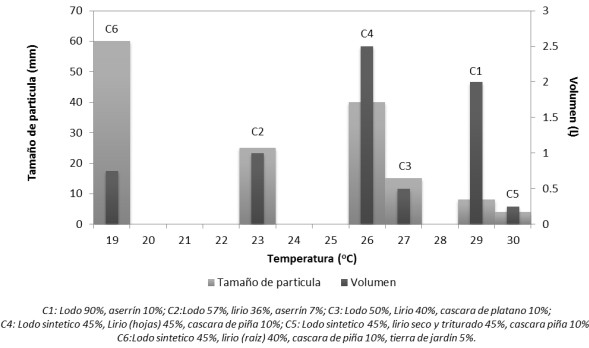 70
60
50
40
30
20
10
0
Tamaño de particula (mm)
3
2.5
2
1.5
1
0.5
0
Volumen (l)
C6
C2
C4
C3
C1
C5
19 20 21 22 23 24 25 26 27 28 29 30
Temperatura (°C)
Tamaño de particula Volumen
C1: Lodo 90%, aserrín 10%; C2:Lodo 57%, lirio 36%, aserrín 7%; C3: Lodo 50%, Lirio 40%, cascara de platano 10%;
C4: Lodo sintetico 45%, Lirio (hojas) 45%, cascara de piña 10%; C5: Lodo sintetico 45%, lirio seco y triturado 45%, cascara piña 10%
C6:Lodo sintetico 45%, lirio (raíz) 40%, cascara de piña 10%, tierra de jardín 5%.